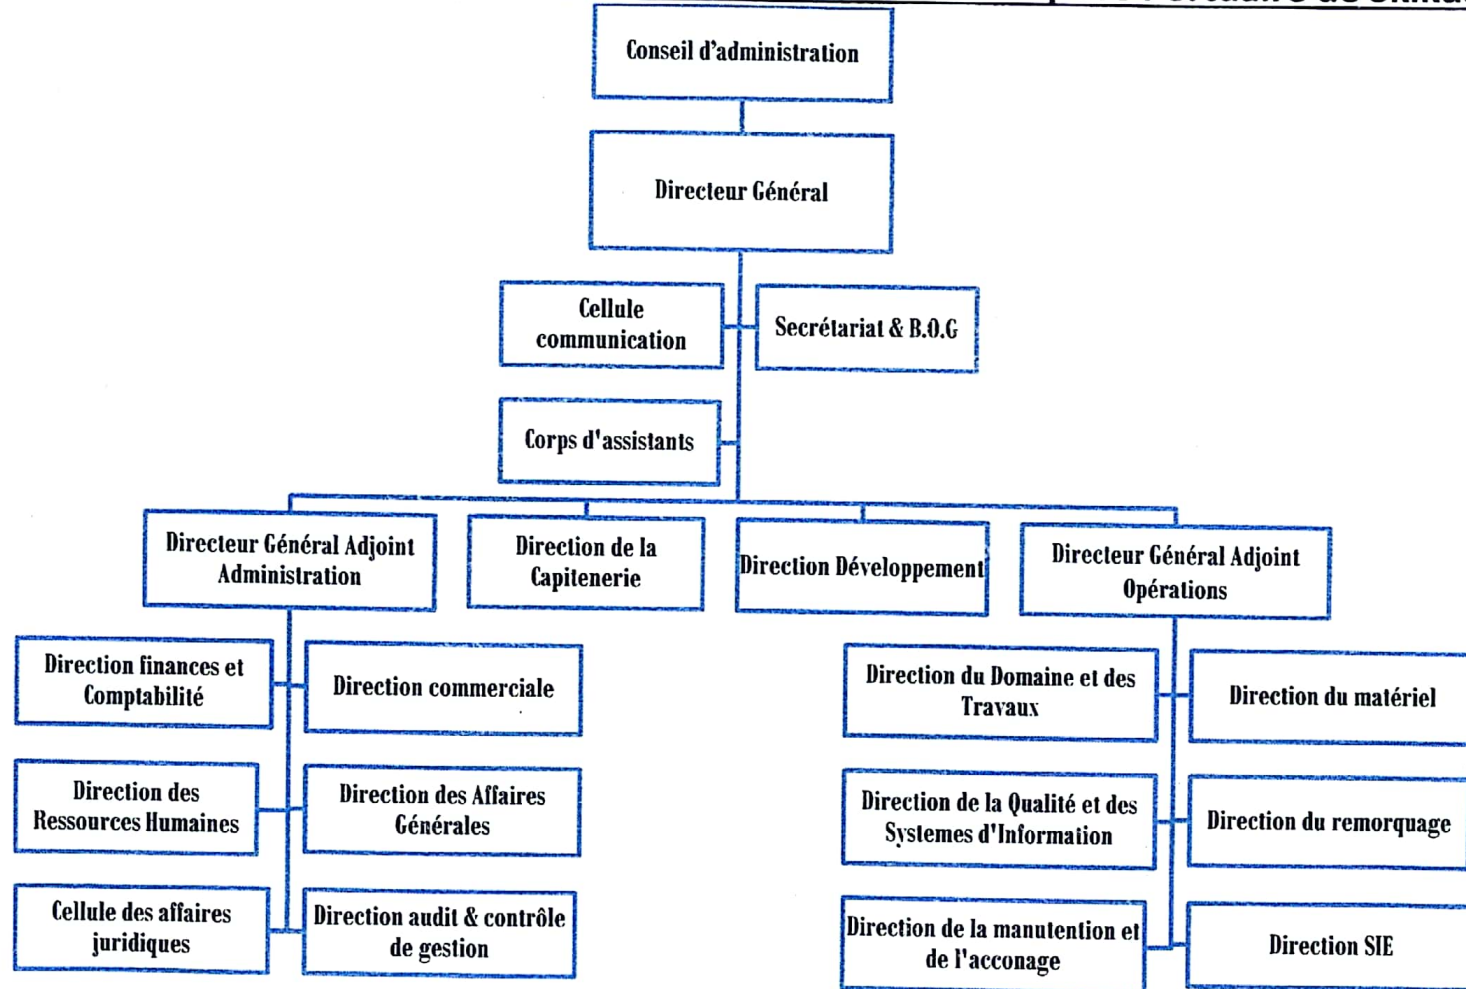 Conseil d'administration
Directeur Général
Cellule
communication
Secrétariat & B.O.G
Corps d'assistants
Directeur Général Adjoint
Administration
Direction de la
Capitenerie
Direction Développement
Directeur Général Adjoint
Opérations
Direction finances et
Comptabilité
Direction commerciale
Direction du Domaine et des
Travaux
Direction du matériel
Direction des
Ressources Humaines
Direction des Affaires
Générales
Direction de la Qualité et des
Systemes d'Information
Direction du remorquage
Cellule des affaires
juridiques
Direction audit & contrôle
de gestion
Direction de la manutention et
de l'acconage
Direction SIE